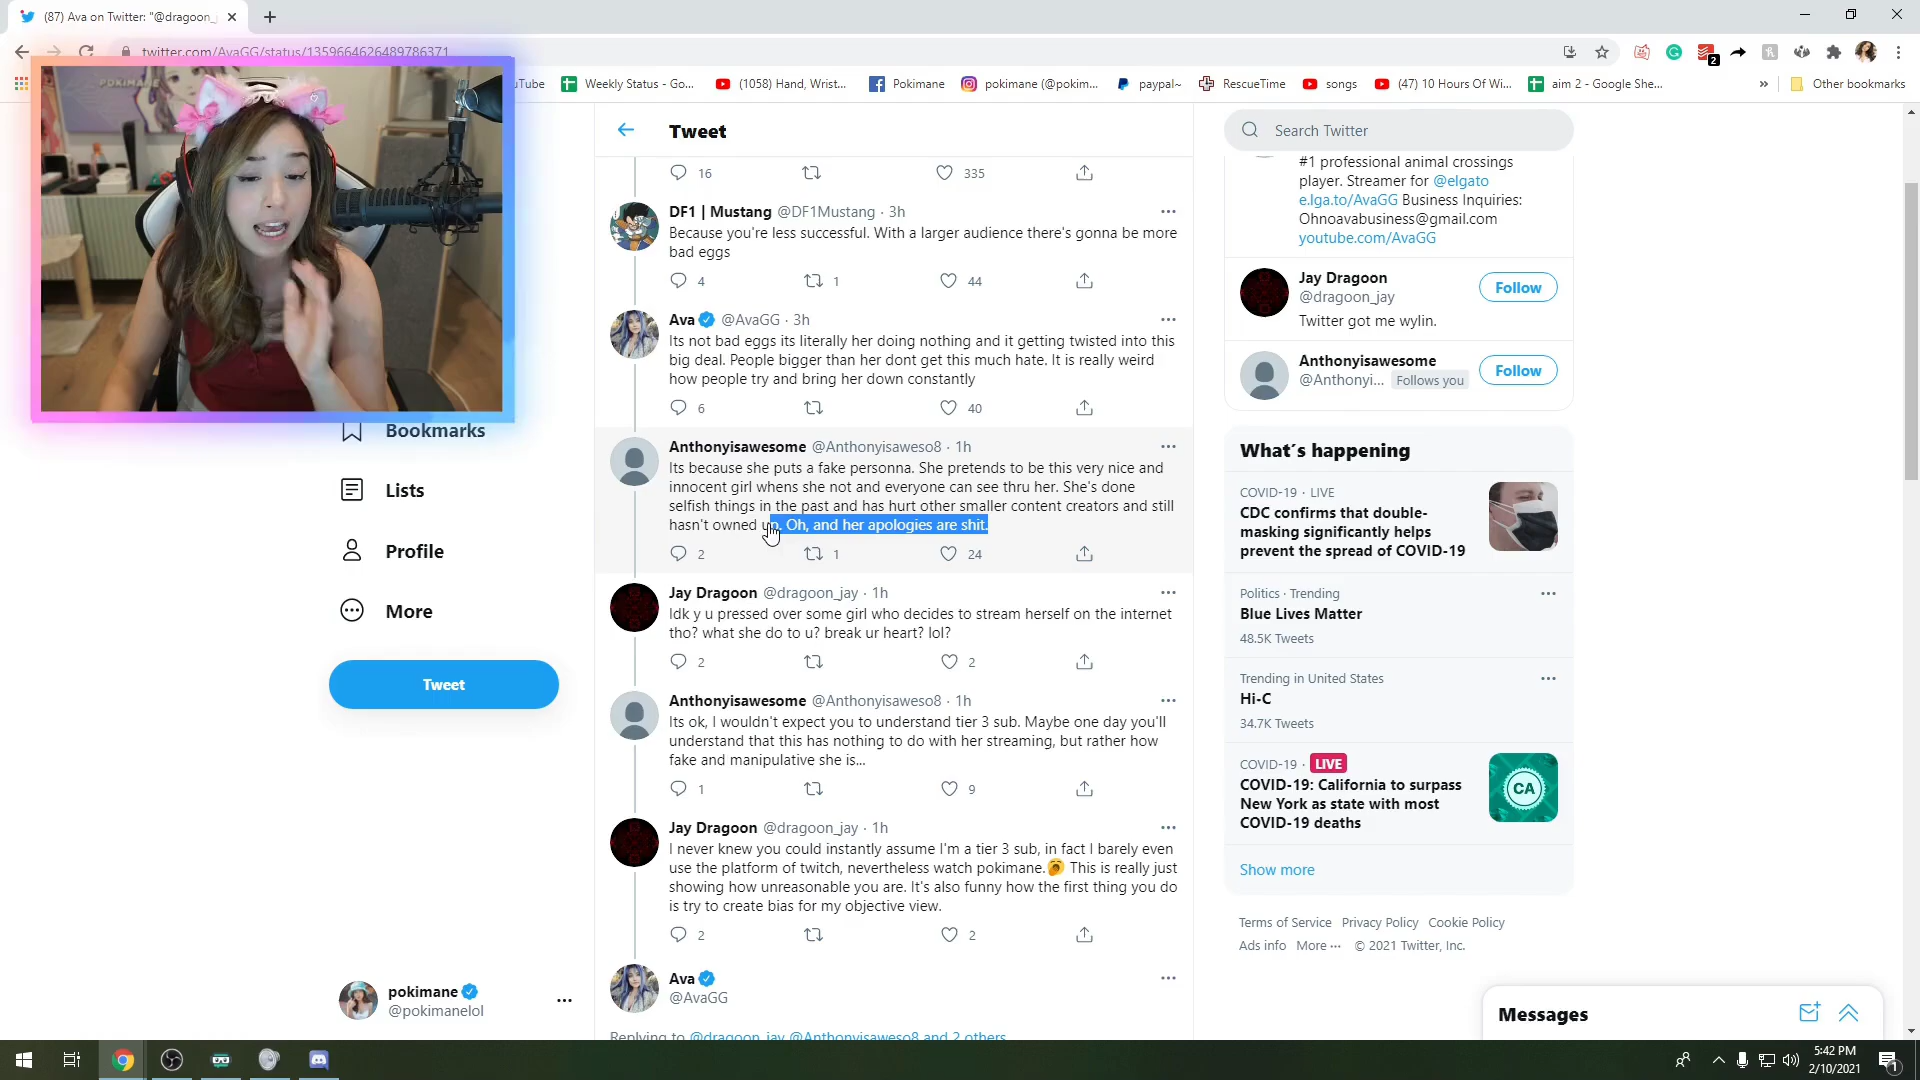 (87) Ava on Twitter: "@dragoon_
twitter.com/AvaGG/status/1359664626489786371
2
uTube
Weekly Status - Go...
(1058) Hand, Wrist...
Pokimane
pokimane (@pokim...
paypal~
RescueTime
songs
(47) 10 Hours Of Wi...
aim 2 - Google She...
»
Other bookmarks
POKIMANE
Bookmarks
Lists
Profile
More
Tweet
pokimane
@pokimanelol
Tweet
16
335
DF1 | Mustang @DF1Mustang · 3h
Because you're less successful. With a larger audience there's gonna be more
bad eggs
4
1
44
Ava @AvaGG · 3h
Its not bad eggs its literally her doing nothing and it getting twisted into this
big deal. People bigger than her dont get this much hate. It is really weird
how people try and bring her down constantly
6
40
Anthonyisawesome @Anthonyisaweso8 · 1h
Its because she puts a fake personna. She pretends to be this very nice and
innocent girl whens she not and everyone can see thru her. She's done
selfish things in the past and has hurt other smaller content creators and still
hasn't owned up. Oh, and her apologies are shit.
2
1
24
Jay Dragoon @dragoon_jay · 1h
Idk y u pressed over some girl who decides to stream herself on the internet
tho? what she do to u? break ur heart? lol?
2
2
Anthonyisawesome @Anthonyisaweso8 · 1h
Its ok, I wouldn't expect you to understand tier 3 sub. Maybe one day you'll
understand that this has nothing to do with her streaming, but rather how
fake and manipulative she is...
1
9
Jay Dragoon @dragoon_jay · 1h
I never knew you could instantly assume I'm a tier 3 sub, in fact I barely even
use the platform of twitch, nevertheless watch pokimane.🥱 This is really just
showing how unreasonable you are. It's also funny how the first thing you do
is try to create bias for my objective view.
2
2
Ava
@AvaGG
Replying to @dragoon_jay @Anthonyisaweso8 and 2 others
Search Twitter
#1 professional animal crossings
player. Streamer for @elgato
e.lga.to/AvaGG Business Inquiries:
Ohnoavabusiness@gmail.com
youtube.com/AvaGG
Jay Dragoon
@dragoon_jay
Follow
Twitter got me wylin.
Anthonyisawesome
@Anthonyi... Follows you
Follow
What's happening
COVID-19 · LIVE
CDC confirms that double-
masking significantly helps
prevent the spread of COVID-19
Politics · Trending
Blue Lives Matter
48.5K Tweets
Trending in United States
Hi-C
34.7K Tweets
COVID-19 · LIVE
COVID-19: California to surpass
New York as state with most
COVID-19 deaths
CA
Show more
Terms of Service Privacy Policy Cookie Policy
Ads info More ··· © 2021 Twitter, Inc.
Messages
5:42 PM
2/10/2021
1